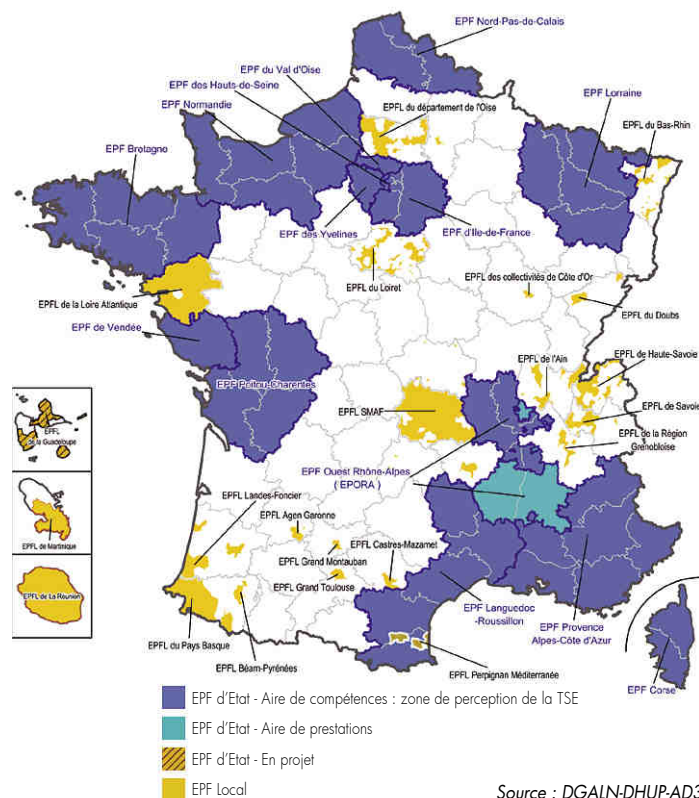 EPF Nord-Pas-de-Calais
EPF du Val d'Oise
EPF des Hauts-de-Seine
EPF Normandie
EPFL du département de l'Oise
EPF Lorraine
EPFL du Bas-Rhin
EPF Bretagne
EPF des Yvelines
EPF d'Ile-de-France
EPFL du Loiret
EPFL des collectivités de Côte d'Or
EPFL de la Loire Atlantique
EPFL du Doubs
EPF de Vendée
EPFL de l'Ain
EPFL de Haute-Savoie
EPF Poitou-Charentes
EPFL SMAF
EPFL de Savoie
EPFL de la Région
Grenobloise
EPFL
de la Guadeloupe
EPF Ouest Rhône-Alpes
( EPORA )
EPFL Landes-Foncier
EPFL Agen Garonne
EPFL de Martinique
EPFL Castres-Mazamet
EPFL Grand Montauban
EPFL Grand Toulouse
EPFL de La Réunion
EPF Languedoc
-Roussillon
EPF Provence
Alpes-Côte d'Azur
EPFL du Pays Basque
EPFL
Béarn-Pyrénées
EPFL Perpignan Méditerranée
EPF Corse
EPF d'Etat - Aire de compétences : zone de perception de la TSE
EPF d'Etat - Aire de prestations
EPF d'Etat - En projet
EPF Local
Source : DGALN-DHUP-AD3